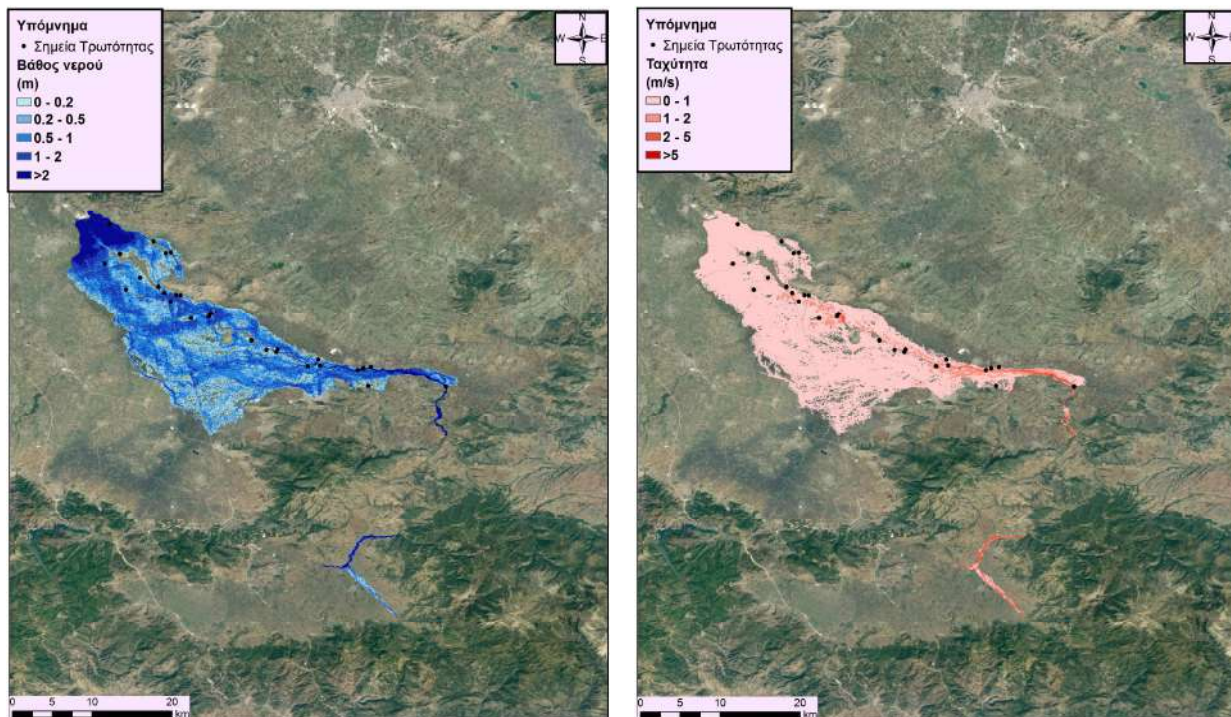 Υπόμνημα
• Σημεία Τρωτότητας
Βάθος νερού
(m)
0 - 0.2
0.2 - 0.5
0.5 - 1
1 - 2
>2
N
W E
S
0 5 10 20
km
Υπόμνημα
• Σημεία Τρωτότητας
Ταχύτητα
(m/s)
0 - 1
1 - 2
2 - 5
>5
N
W E
S
0 5 10 20
km